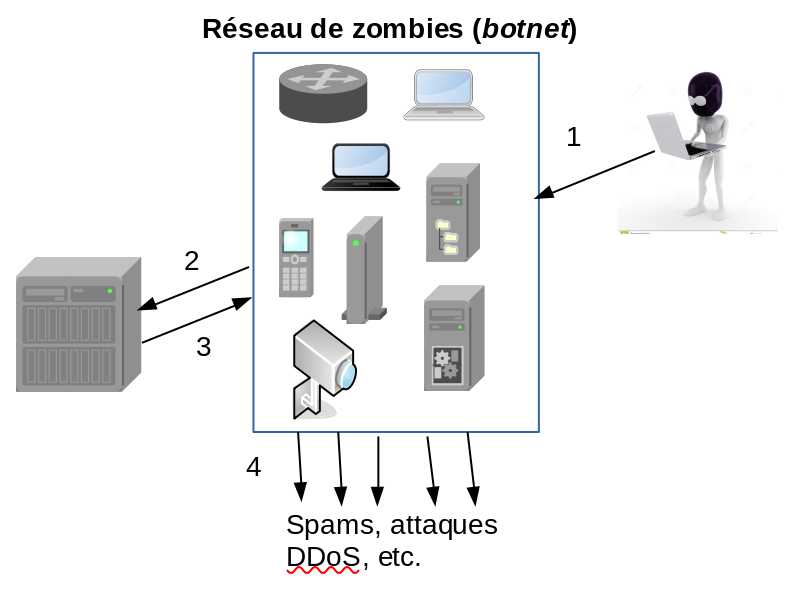 Réseau de zombies (botnet)
1
2
3
4
Spams, attaques
DDoS, etc.